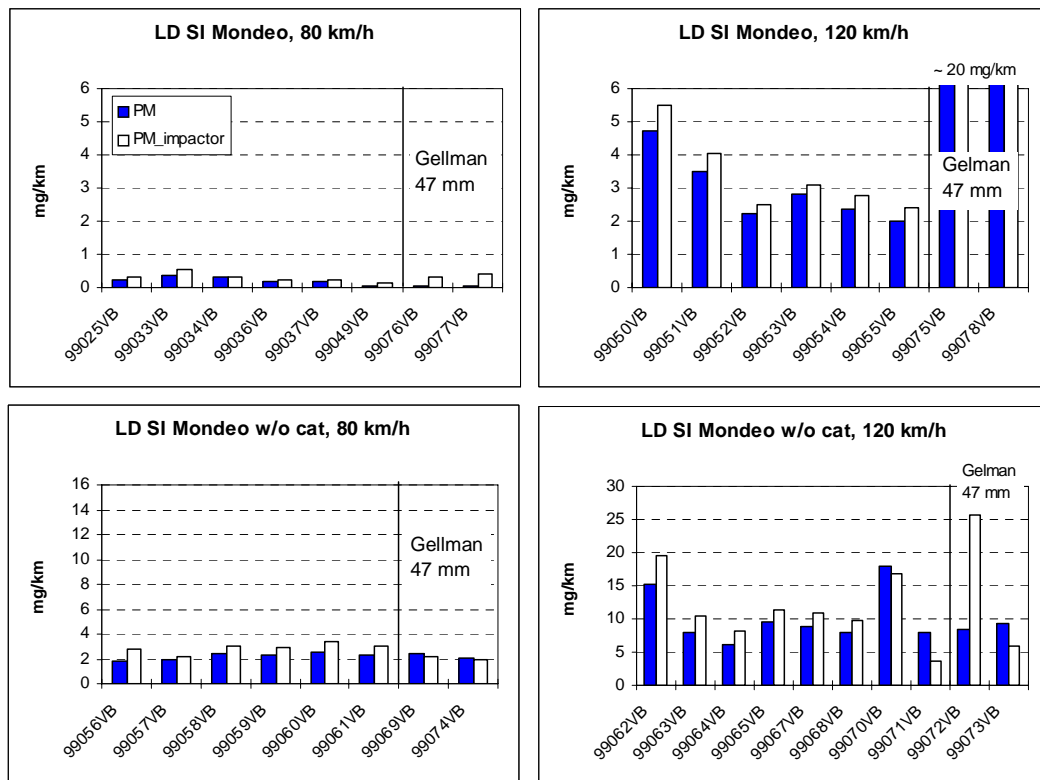 LD SI Mondeo, 80 km/h
6
5
4
3
2
1
0
mg/km
PM
PM_impactor
Gellman
47 mm
99025VB
99033VB
99034VB
99036VB
99037VB
99049VB
99076VB
99077VB
LD SI Mondeo, 120 km/h
~ 20 mg/km
6
5
4
3
2
1
0
mg/km
Gelman
47 mm
99050VB
99051VB
99052VB
99053VB
99054VB
99055VB
99075VB
99078VB
LD SI Mondeo w/o cat, 80 km/h
16
14
12
10
8
6
4
2
0
mg/km
Gellman
47 mm
99056VB
99057VB
99058VB
99059VB
99060VB
99061VB
99069VB
99074VB
LD SI Mondeo w/o cat, 120 km/h
Gelman
47 mm
30
25
20
15
10
5
0
mg/km
99062VB
99063VB
99064VB
99065VB
99067VB
99068VB
99070VB
99071VB
99072VB
99073VB